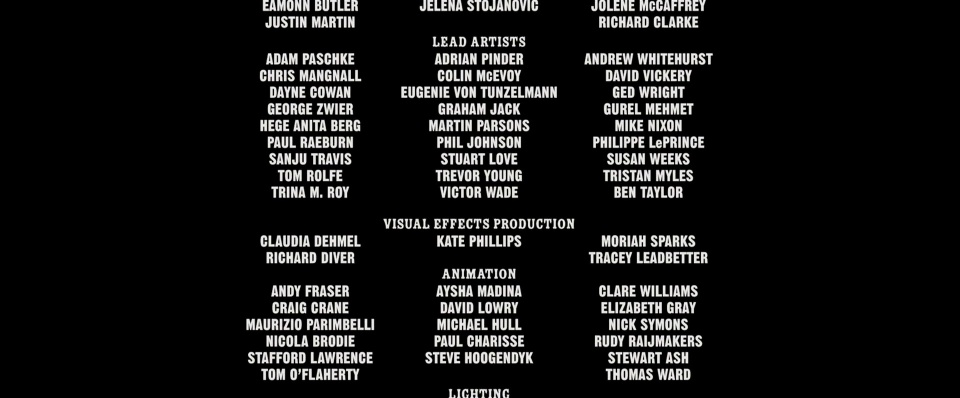 EAMONN BUTLER JELENA STOJANOVIC JOLENE McCAFFREY
JUSTIN MARTIN RICHARD CLARKE
LEAD ARTISTS
ADAM PASCHKE ADRIAN PINDER ANDREW WHITEHURST
CHRIS MANGNALL COLIN McEVOY DAVID VICKERY
DAYNE COWAN EUGENIE VON TUNZELMANN GED WRIGHT
GEORGE ZWIER GRAHAM JACK GUREL MEHMET
HEGE ANITA BERG MARTIN PARSONS MIKE NIXON
PAUL RAEBURN PHIL JOHNSON PHILIPPE LePRINCE
SANJU TRAVIS STUART LOVE SUSAN WEEKS
TOM ROLFE TREVOR YOUNG TRISTAN MYLES
TRINA M. ROY VICTOR WADE BEN TAYLOR
VISUAL EFFECTS PRODUCTION
CLAUDIA DEHMEL KATE PHILLIPS MORIAH SPARKS
RICHARD DIVER TRACEY LEADBETTER
ANIMATION
ANDY FRASER AYSHA MADINA CLARE WILLIAMS
CRAIG CRANE DAVID LOWRY ELIZABETH GRAY
MAURIZIO PARIMBELLI MICHAEL HULL NICK SYMONS
NICOLA BRODIE PAUL CHARISSE RUDY RAIJMAKERS
STAFFORD LAWRENCE STEVE HOOGENDYK STEWART ASH
TOM O'FLAHERTY THOMAS WARD
LIGHTING